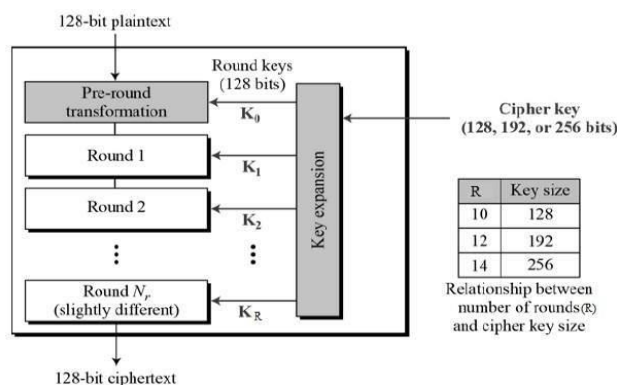 128-bit plaintext
Round keys
(128 bits)
Pre-round
transformation
K0
Cipher key
(128, 192, or 256 bits)
Round 1
K1
Round 2
K2
Key expansion
Round Nr
(slightly different)
KR
128-bit ciphertext
R Key size
10 128
12 192
14 256
Relationship between
number of rounds(R)
and cipher key size